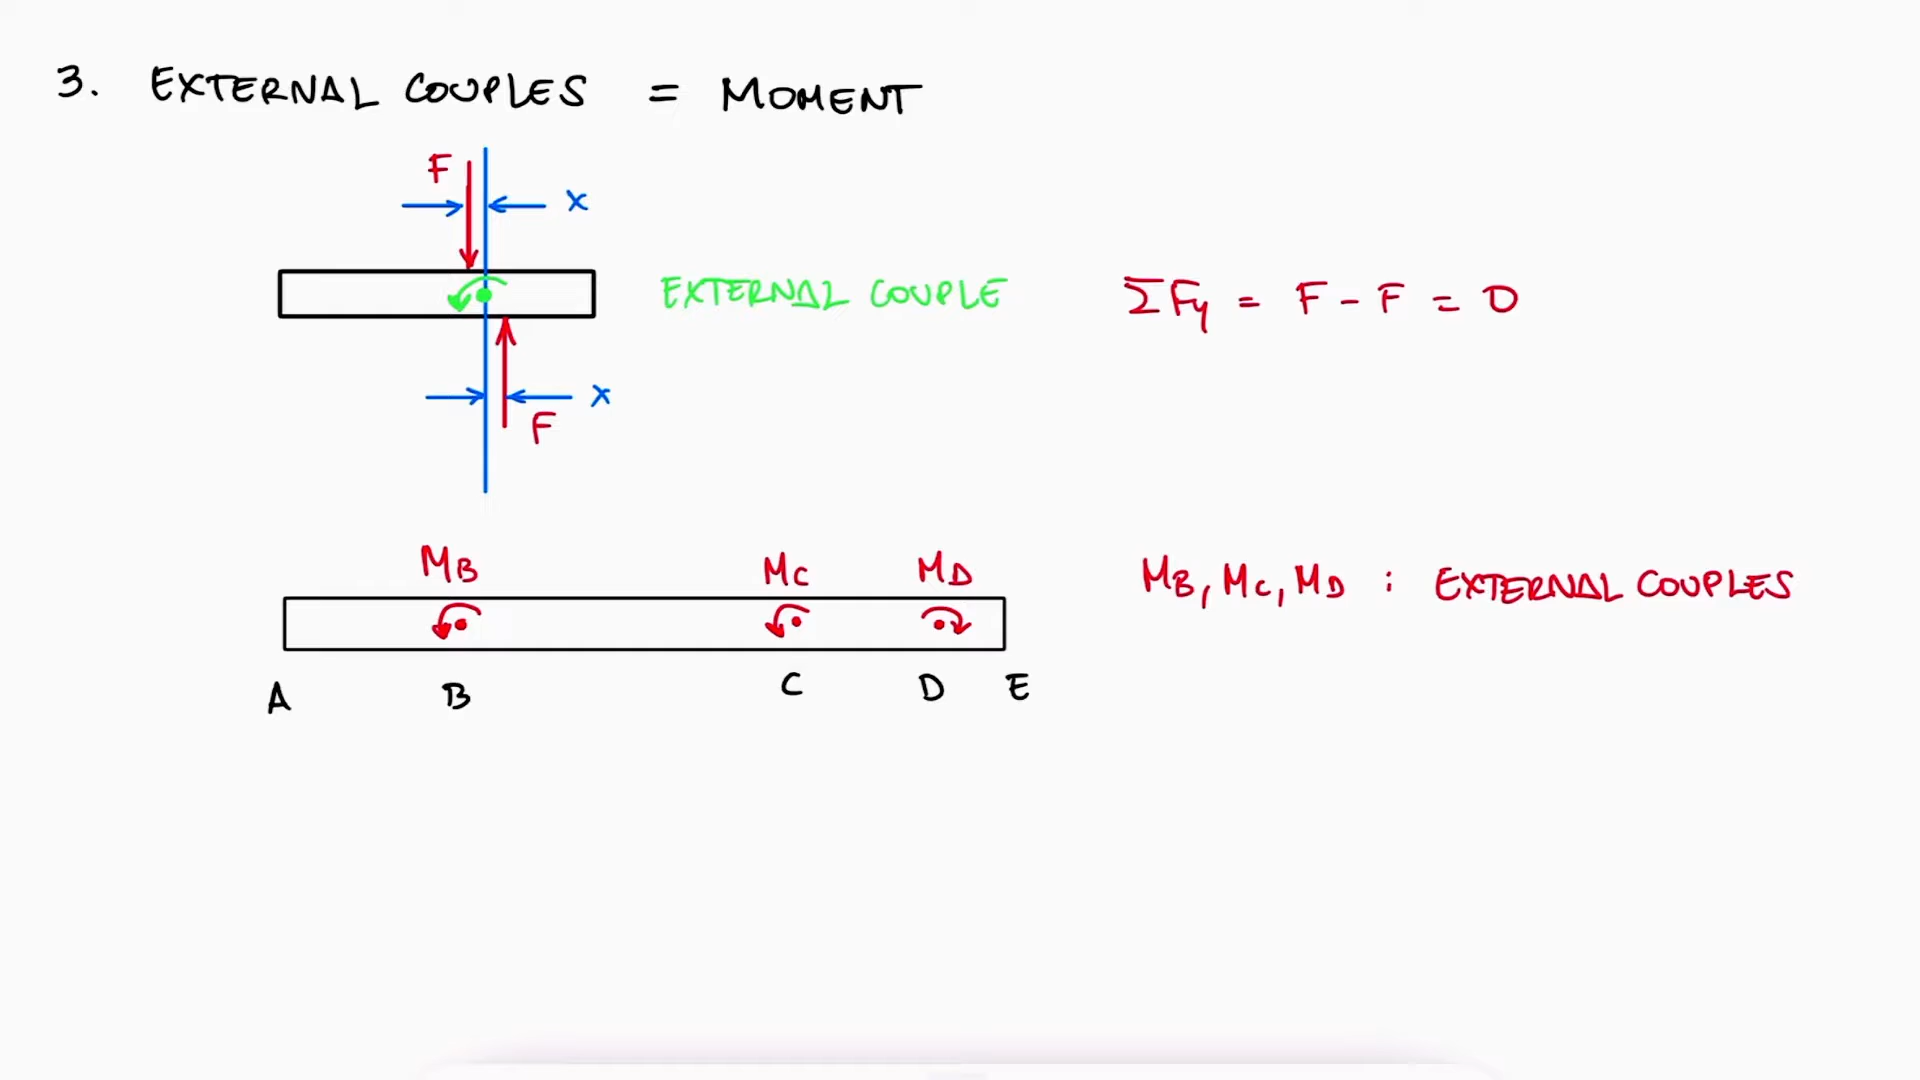 3. EXTERNAL COUPLES = MOMENT
F
x
EXTERNAL COUPLE
ΣFy = F - F = 0
x
F
MB MC MD
MB, MC, MD : EXTERNAL COUPLES
A B C D E